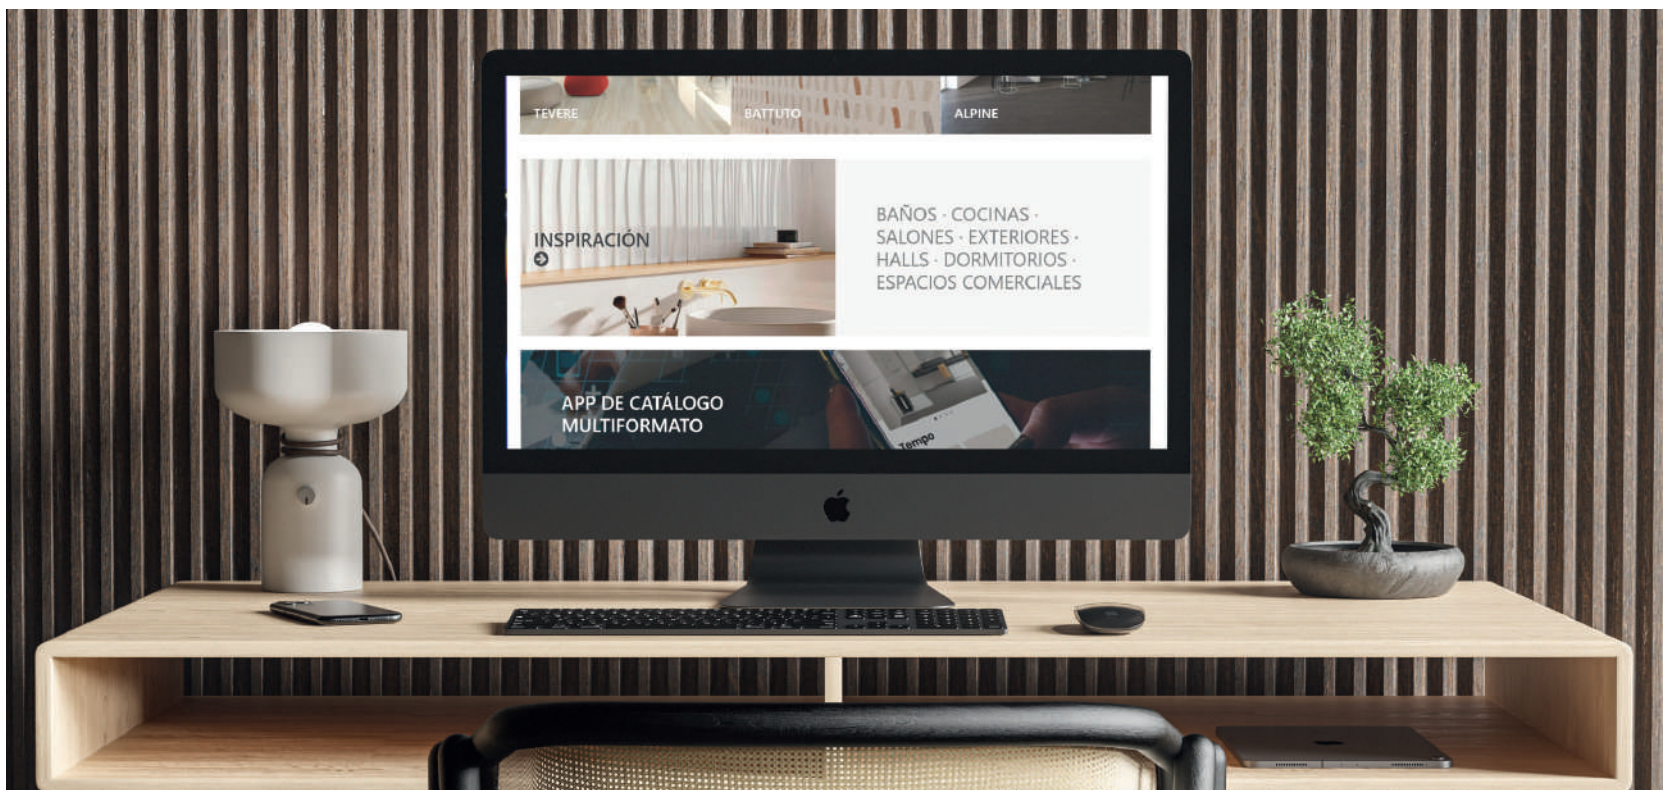 TEVERE
BATTUTO
ALPINE
INSPIRACIÓN
BAÑOS · COCINAS ·
SALONES · EXTERIORES ·
HALLS · DORMITORIOS ·
ESPACIOS COMERCIALES
APP DE CATÁLOGO
MULTIFORMATO
Tempo